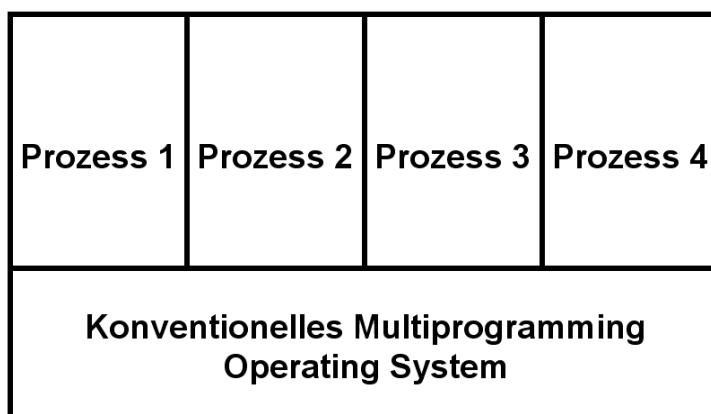 Prozess 1 Prozess 2 Prozess 3 Prozess 4
Konventionelles Multiprogramming
Operating System